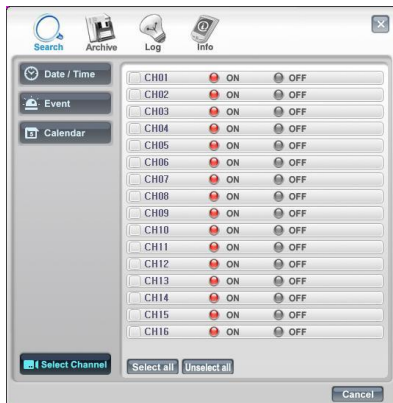 Search Archive Log Info
Date / Time
Event
Calendar
CH01 ON OFF
CH02 ON OFF
CH03 ON OFF
CH04 ON OFF
CH05 ON OFF
CH06 ON OFF
CH07 ON OFF
CH08 ON OFF
CH09 ON OFF
CH10 ON OFF
CH11 ON OFF
CH12 ON OFF
CH13 ON OFF
CH14 ON OFF
CH15 ON OFF
CH16 ON OFF
Select Channel Select all Unselect all
Cancel